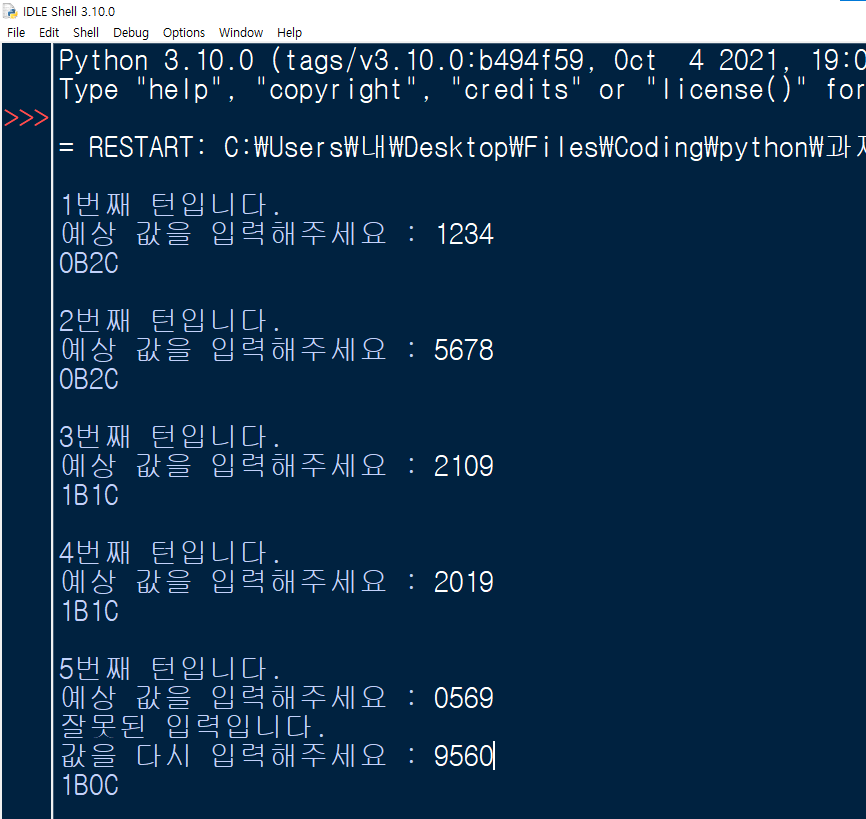 IDLE Shell 3.10.0
File Edit Shell Debug Options Window Help
Python 3.10.0 (tags/v3.10.0:b494f59, Oct  4 2021, 19:0
Type "help", "copyright", "credits" or "license()" for
>>>
= RESTART: C:₩Users₩내₩Desktop₩Files₩Coding₩python₩과
1번째 턴입니다.
예상 값을 입력해주세요 : 1234
0B2C
2번째 턴입니다.
예상 값을 입력해주세요 : 5678
0B2C
3번째 턴입니다.
예상 값을 입력해주세요 : 2109
1B1C
4번째 턴입니다.
예상 값을 입력해주세요 : 2019
1B1C
5번째 턴입니다.
예상 값을 입력해주세요 : 0569
잘못된 입력입니다.
값을 다시 입력해주세요 : 9560
1B0C